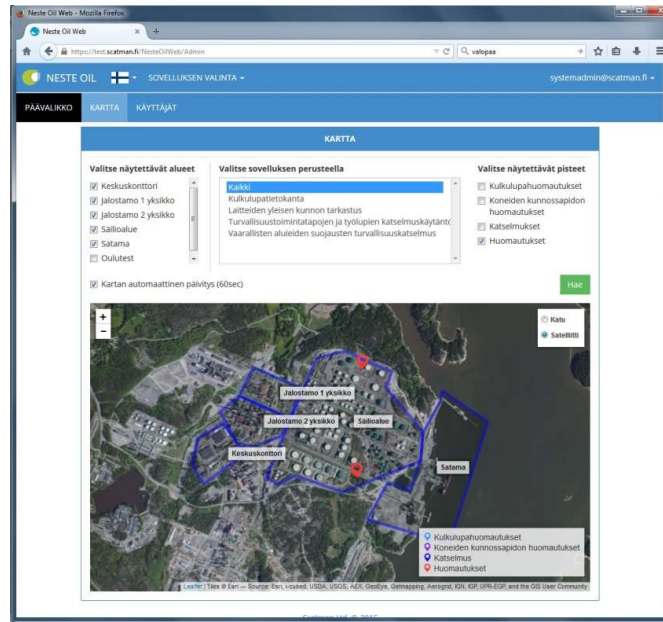 Neste Oil Web - Mozilla Firefox
Neste Oil Web × +
https://test.scatman.fi/NesteOilWeb/Admin
valopaa
NESTE OIL SOVELLUKSEN VALINTA
systemadmin@scatman.fi
PÄÄVALIKKO KARTTA KÄYTTÄJÄT
KARTTA
Valitse näytettävät alueet
Keskuskonttori
Jalostamo 1 yksikko
Jalostamo 2 yksikko
Säilioalue
Satama
Oulutest
Valitse sovelluksen perusteella
Kaikki
Kulkulupatietokanta
Laitteiden yleisen kunnon tarkastus
Turvallisuustoimintatapojen ja työlupien katselmuskäytäntö
Vaarallisten alueiden suojausten turvallisuuskatselmus
Valitse näytettävät pisteet
Kulkulupahuomautukset
Koneiden kunnossapidon
huomautukset
Katselmukset
Huomautukset
Kartan automaattinen päivitys (60sec)
Hae
+
−
Katu
Satelliitti
Jalostamo 1 yksikko
Jalostamo 2 yksikko
Säilioalue
Keskuskonttori
Satama
Kulkulupahuomautukset
Koneiden kunnossapidon huomautukset
Katselmus
Huomautukset
Leaflet | Tiles © Esri — Source: Esri, i-cubed, USDA, USGS, AEX, GeoEye, Getmapping, Aerogrid, IGN, IGP, UPR-EGP, and the GIS User Community